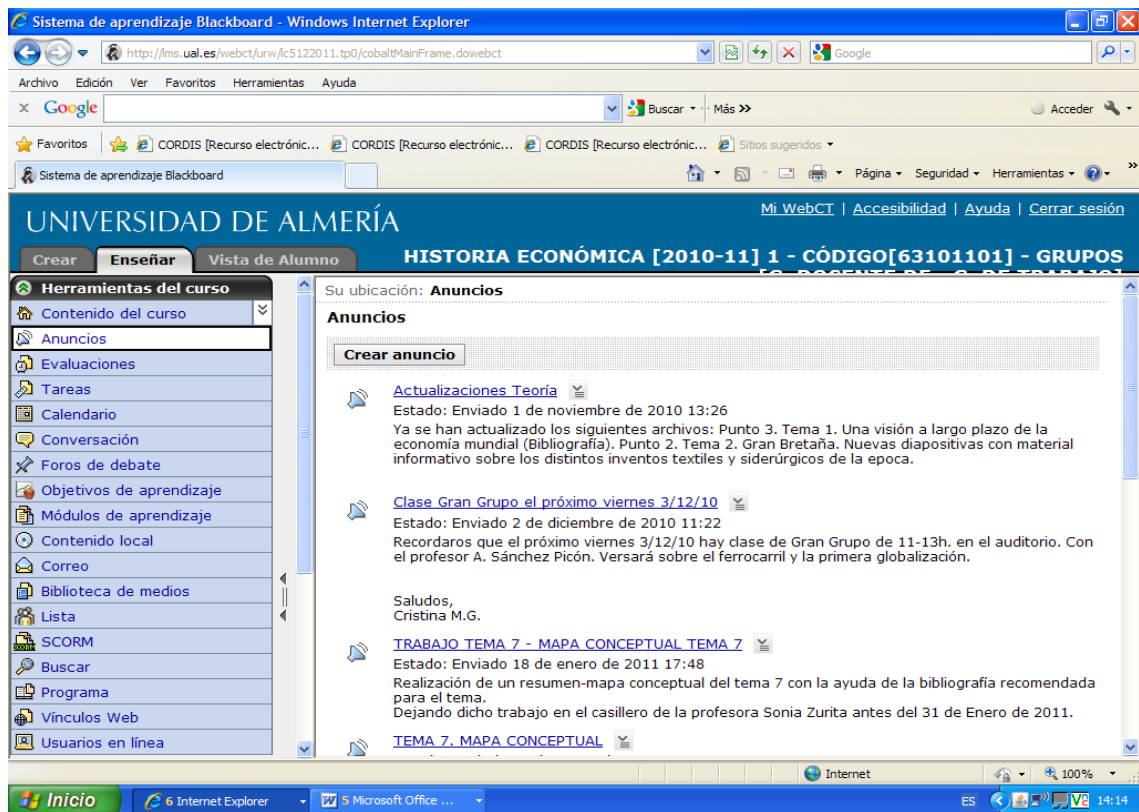 Sistema de aprendizaje Blackboard - Windows Internet Explorer
http://lms.ual.es/webct/urw/lc5122011.tp0/cobaltMainFrame.dowebct
Google
Archivo Edición Ver Favoritos Herramientas Ayuda
x Google Buscar Más >> Acceder
Favoritos CORDIS [Recurso electrónic... CORDIS [Recurso electrónic... CORDIS [Recurso electrónic... Sitios sugeridos
Sistema de aprendizaje Blackboard Página Seguridad Herramientas »
UNIVERSIDAD DE ALMERÍA
Mi WebCT | Accesibilidad | Ayuda | Cerrar sesión
Crear Enseñar Vista de Alumno
HISTORIA ECONÓMICA [2010-11] 1 - CÓDIGO[63101101] - GRUPOS
[G. DOCENTE DE - G. DE TRABAJO]
Herramientas del curso
Contenido del curso
Anuncios
Evaluaciones
Tareas
Calendario
Conversación
Foros de debate
Objetivos de aprendizaje
Módulos de aprendizaje
Contenido local
Correo
Biblioteca de medios
Lista
SCORM
Buscar
Programa
Vínculos Web
Usuarios en línea
Su ubicación: Anuncios
Anuncios
Crear anuncio
Actualizaciones Teoría
Estado: Enviado 1 de noviembre de 2010 13:26
Ya se han actualizado los siguientes archivos: Punto 3. Tema 1. Una visión a largo plazo de la
economía mundial (Bibliografía). Punto 2. Tema 2. Gran Bretaña. Nuevas diapositivas con material
informativo sobre los distintos inventos textiles y siderúrgicos de la epoca.
Clase Gran Grupo el próximo viernes 3/12/10
Estado: Enviado 2 de diciembre de 2010 11:22
Recordaros que el próximo viernes 3/12/10 hay clase de Gran Grupo de 11-13h. en el auditorio. Con
el profesor A. Sánchez Picón. Versará sobre el ferrocarril y la primera globalización.
Saludos,
Cristina M.G.
TRABAJO TEMA 7 - MAPA CONCEPTUAL TEMA 7
Estado: Enviado 18 de enero de 2011 17:48
Realización de un resumen-mapa conceptual del tema 7 con la ayuda de la bibliografía recomendada
para el tema.
Dejando dicho trabajo en el casillero de la profesora Sonia Zurita antes del 31 de Enero de 2011.
TEMA 7. MAPA CONCEPTUAL
Internet 100%
Inicio 6 Internet Explorer 5 Microsoft Office ... ES 14:14